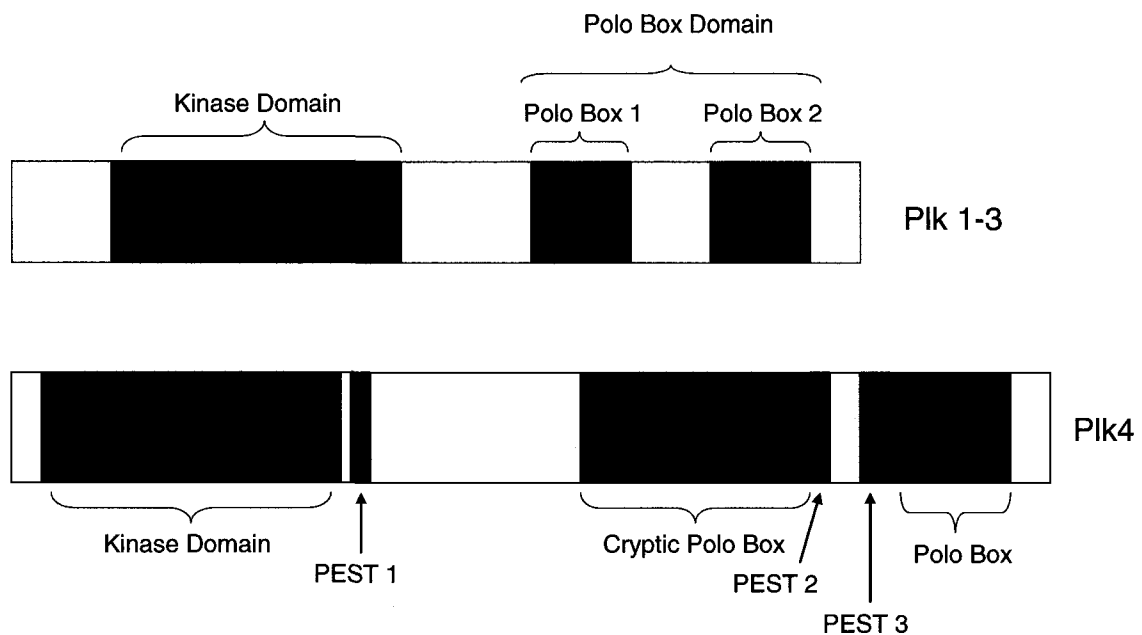 Polo Box Domain
Kinase Domain
Polo Box 1
Polo Box 2
Plk 1-3
Plk4
Kinase Domain
Cryptic Polo Box
Polo Box
PEST 1
PEST 2
PEST 3